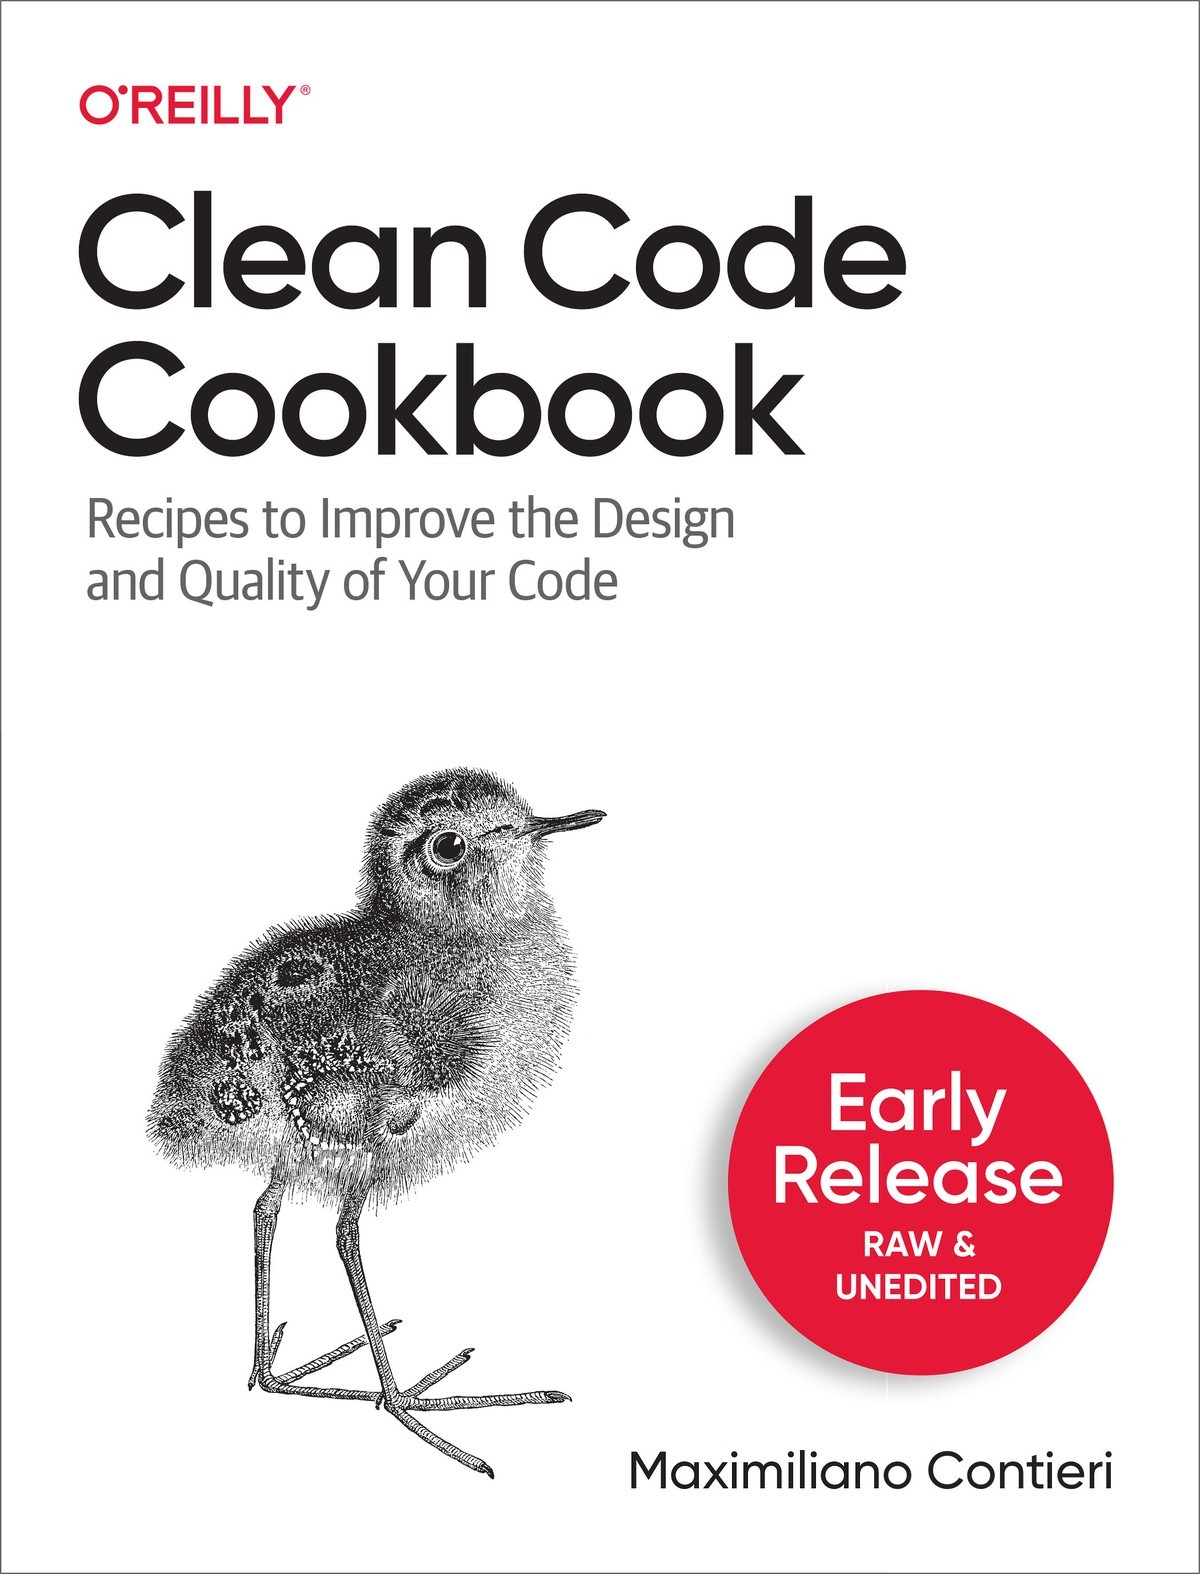 O'REILLY®
Clean Code
Cookbook
Recipes to Improve the Design
and Quality of Your Code
Early
Release
RAW &
UNEDITED
Maximiliano Contieri